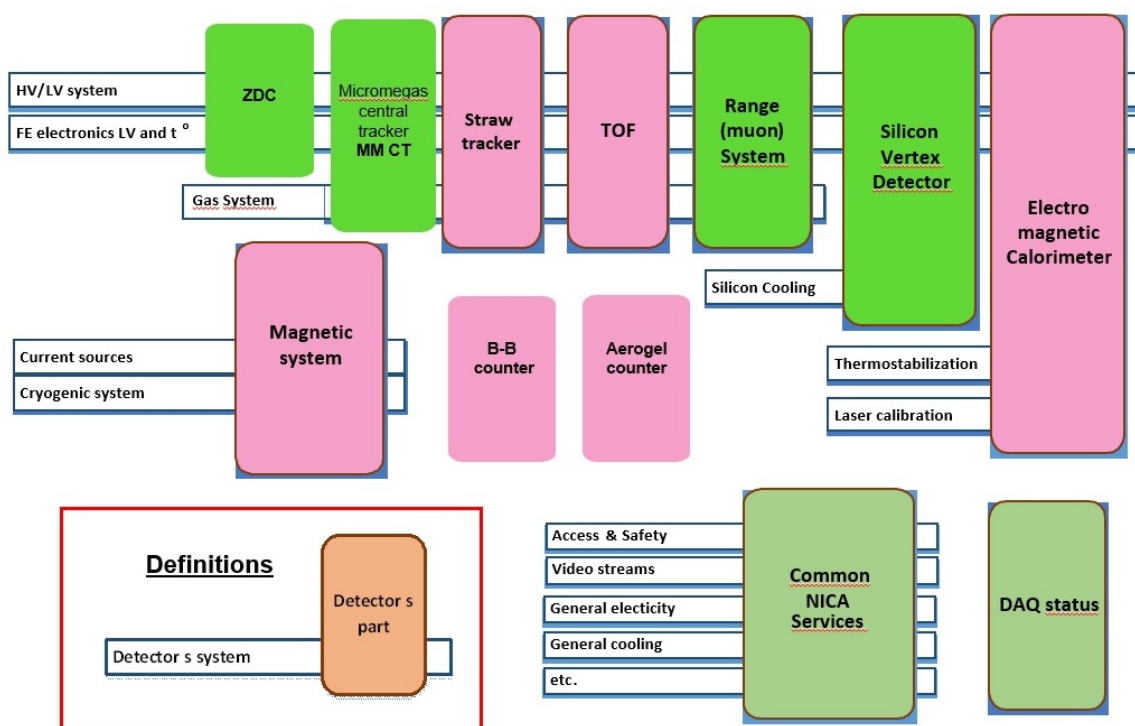 HV/LV system
FE electronics LV and t °
ZDC
Micromegas
central
tracker
MM CT
Straw
tracker
TOF
Range
(muon)
System
Silicon
Vertex
Detector
Electro
magnetic
Calorimeter
Gas System
Silicon Cooling
Thermostabilization
Laser calibration
Magnetic
system
Current sources
Cryogenic system
B-B
counter
Aerogel
counter
Definitions
Detector s
part
Detector s system
Access & Safety
Video streams
General electicity
General cooling
etc.
Common
NICA
Services
DAQ status